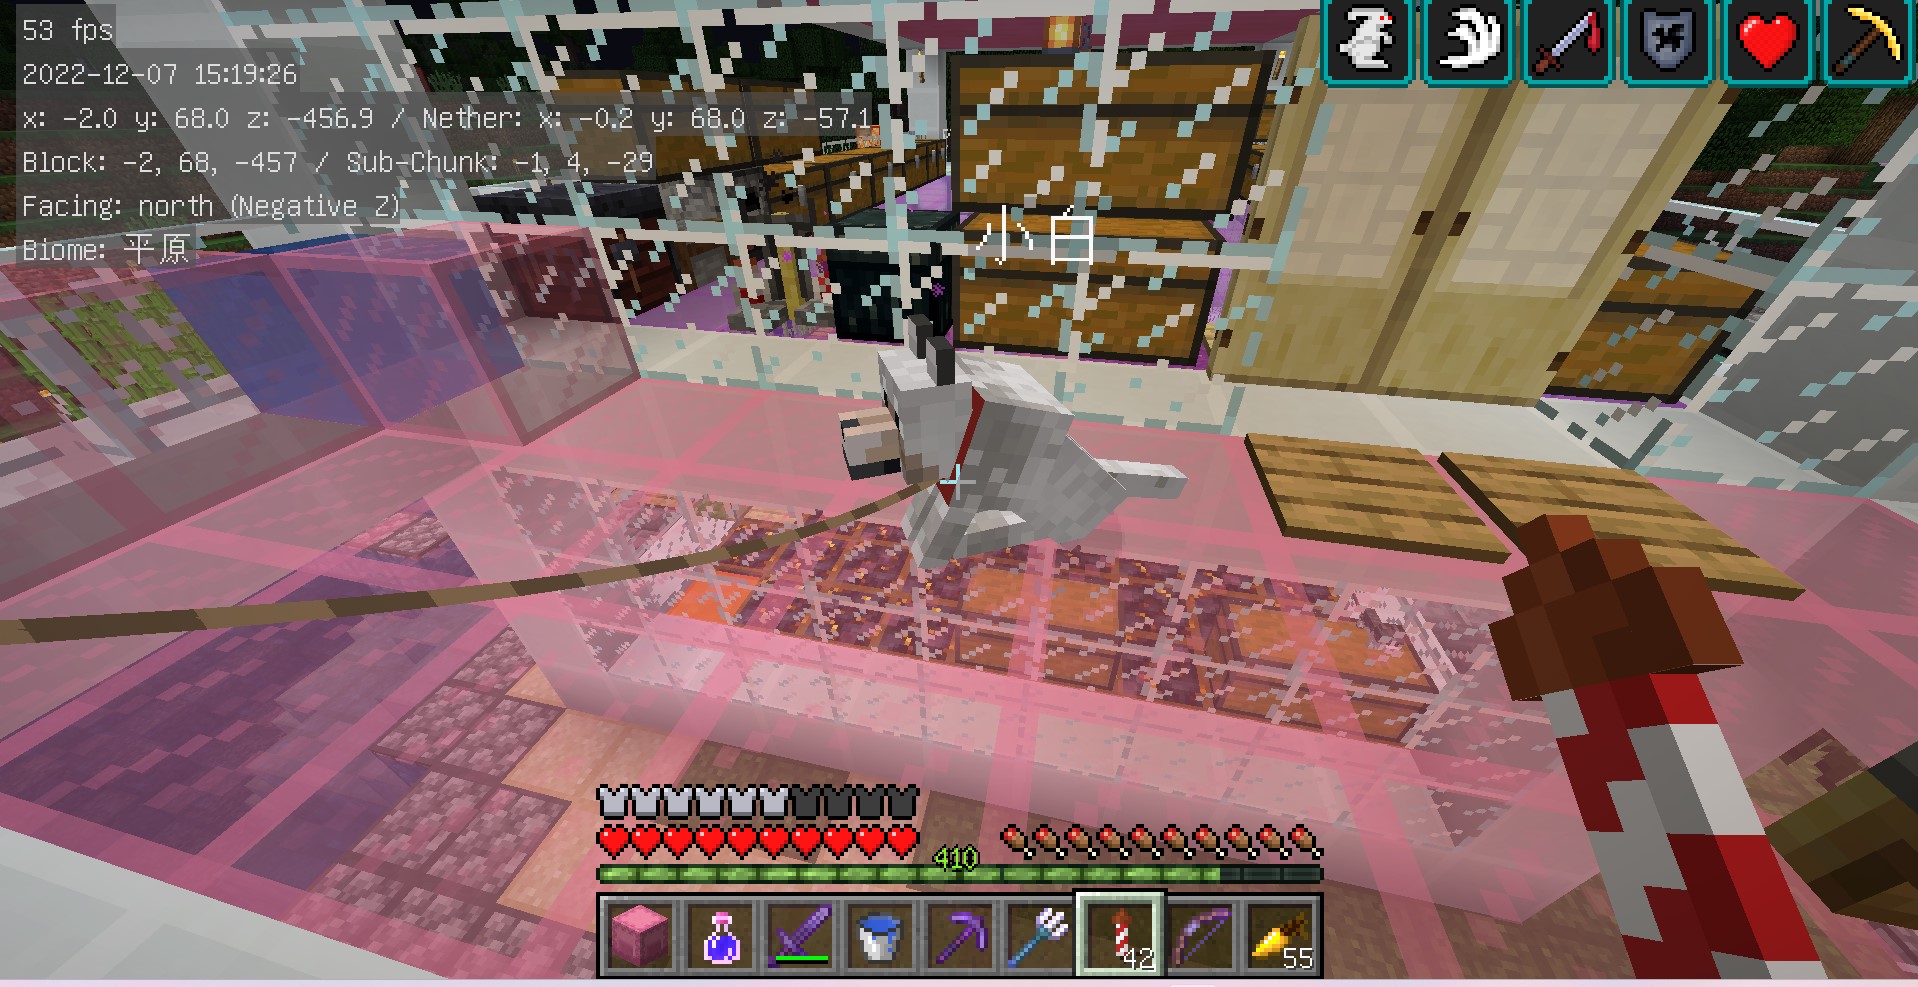 53 fps
2022-12-07 15:19:26
x: -2.0 y: 68.0 z: -456.9 / Nether: x: -0.2 y: 68.0 z: -57.1
Block: -2, 68, -457 / Sub-Chunk: -1, 4, -29
Facing: north (Negative Z)
Biome: 平原
小白
410
42
55